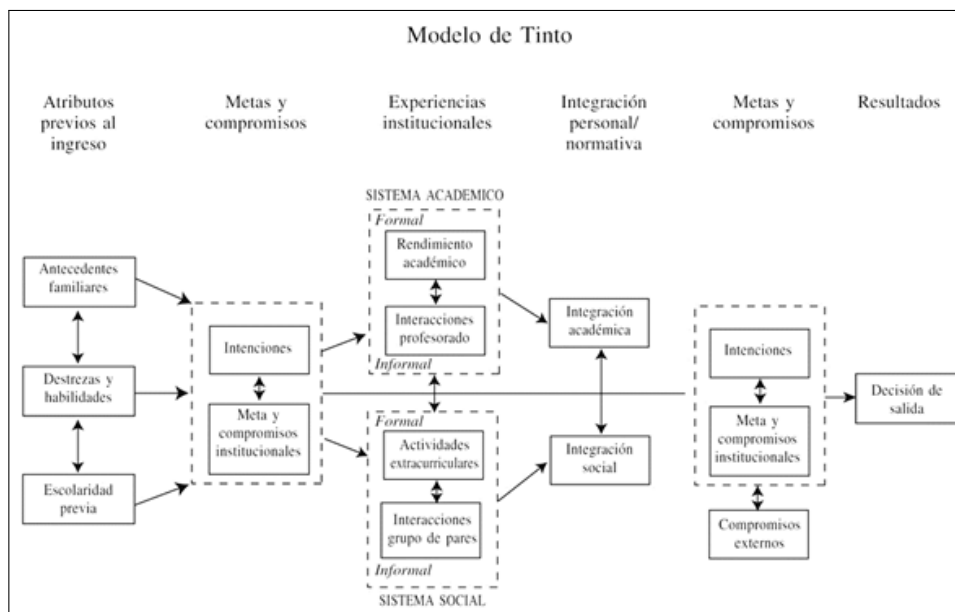 Modelo de Tinto
Atributos
previos al
ingreso
Metas y
compromisos
Experiencias
institucionales
Integración
personal/
normativa
Metas y
compromisos
Resultados
Antecedentes
familiares
Destrezas y
habilidades
Escolaridad
previa
Intenciones
Meta y
compromisos
institucionales
SISTEMA ACADEMICO
Formal
Rendimiento
académico
Interacciones
profesorado
Informal
Formal
Actividades
extracurriculares
Interacciones
grupo de pares
Informal
SISTEMA SOCIAL
Integración
académica
Integración
social
Intenciones
Meta y
compromisos
institucionales
Compromisos
externos
Decisión de
salida